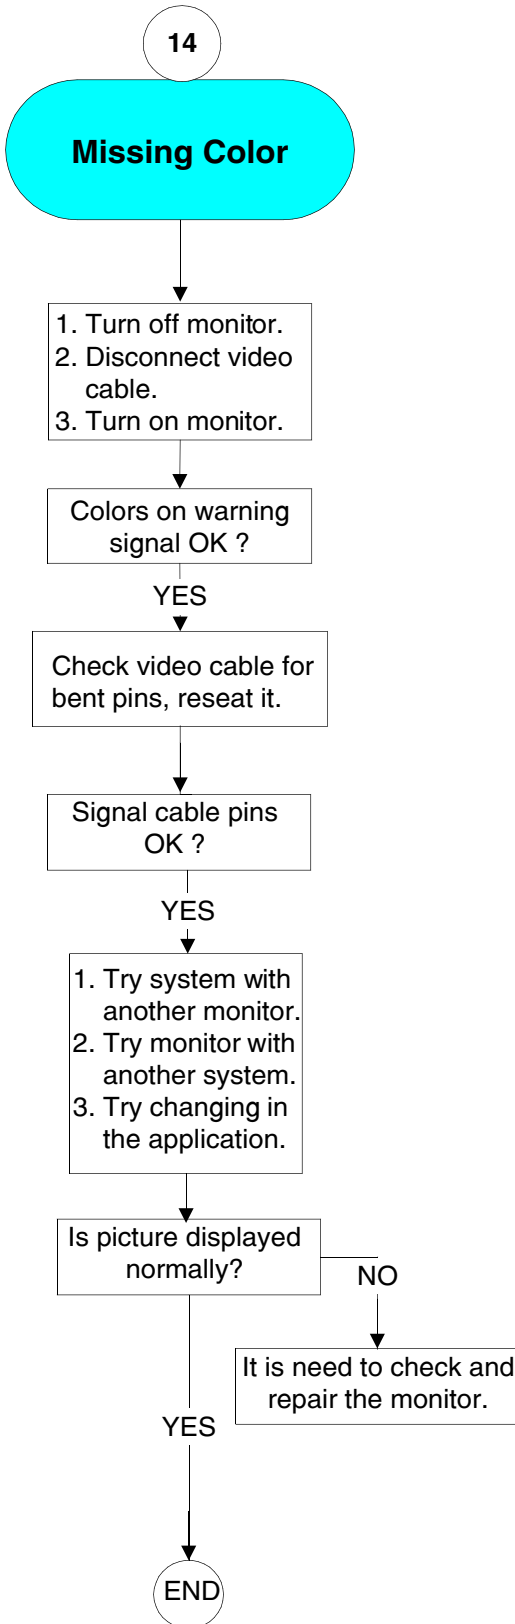 14
Missing Color
1. Turn off monitor.
2. Disconnect video
cable.
3. Turn on monitor.
Colors on warning
signal OK ?
YES
Check video cable for
bent pins, reseat it.
Signal cable pins
OK ?
YES
1. Try system with
another monitor.
2. Try monitor with
another system.
3. Try changing in
the application.
Is picture displayed
normally?
NO
It is need to check and
repair the monitor.
YES
END